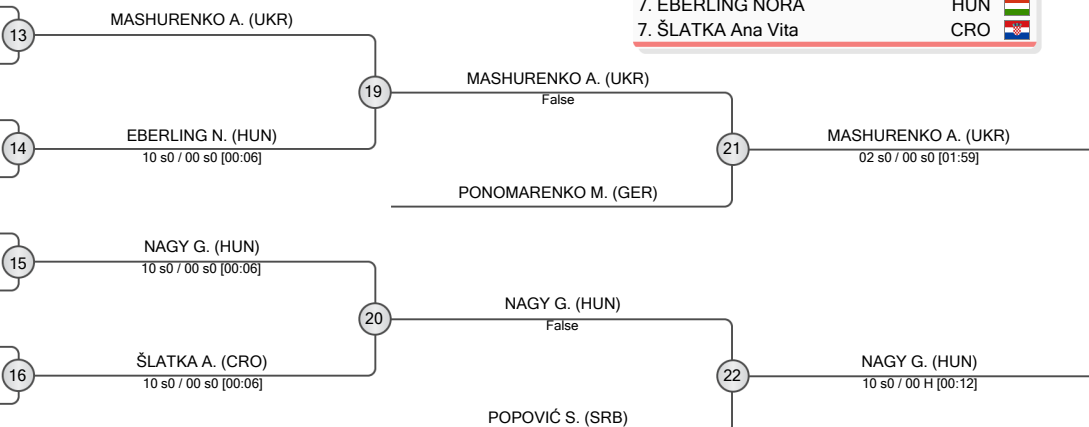 7. EBERLING NORA HUN
7. ŠLATKA Ana Vita CRO
MASHURENKO A. (UKR)
13
19
MASHURENKO A. (UKR)
False
EBERLING N. (HUN)
14
10 s0 / 00 s0 [00:06]
21
MASHURENKO A. (UKR)
02 s0 / 00 s0 [01:59]
PONOMARENKO M. (GER)
NAGY G. (HUN)
15
10 s0 / 00 s0 [00:06]
20
NAGY G. (HUN)
False
ŠLATKA A. (CRO)
16
10 s0 / 00 s0 [00:06]
22
NAGY G. (HUN)
10 s0 / 00 H [00:12]
POPOVIĆ S. (SRB)